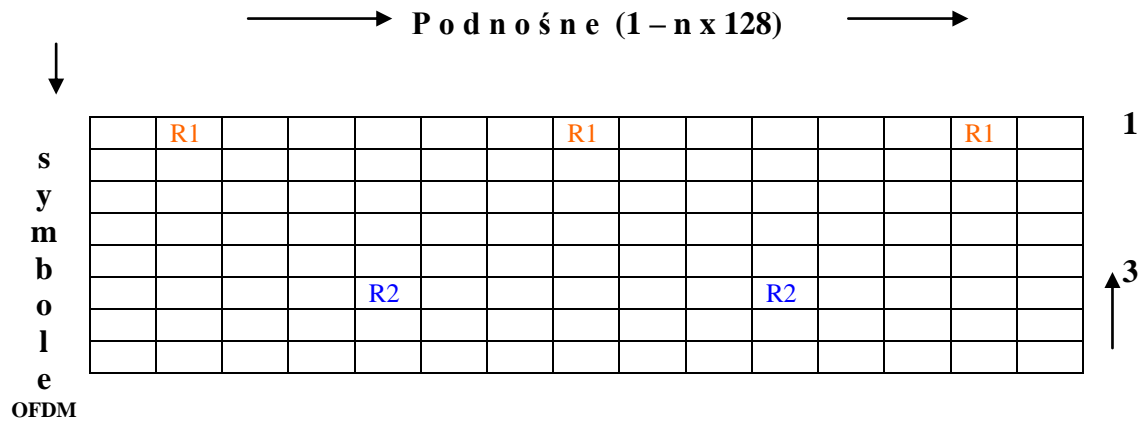 P o d n o ś n e (1 – n x 128)
R1 R1 R1 1
s
y
m
b 3
R2 R2
o
l
e
OFDM